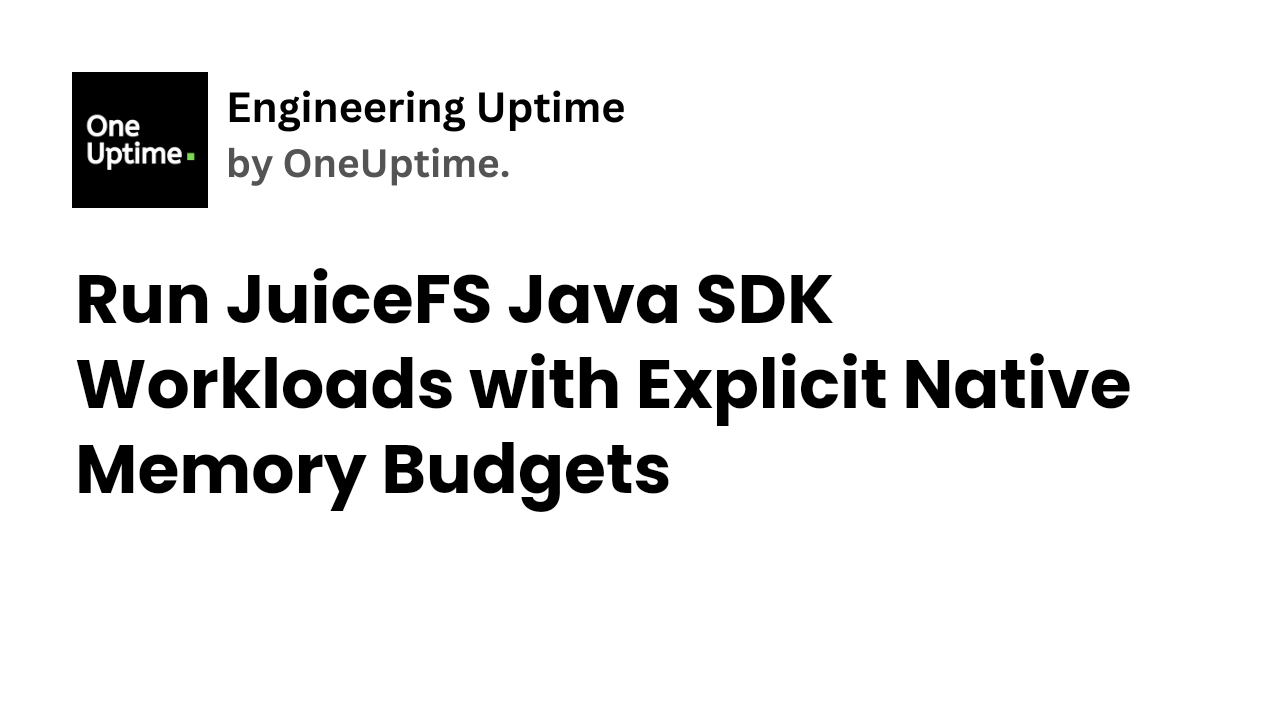 One
Uptime
Engineering Uptime
by OneUptime.
Run JuiceFS Java SDK
Workloads with Explicit Native
Memory Budgets